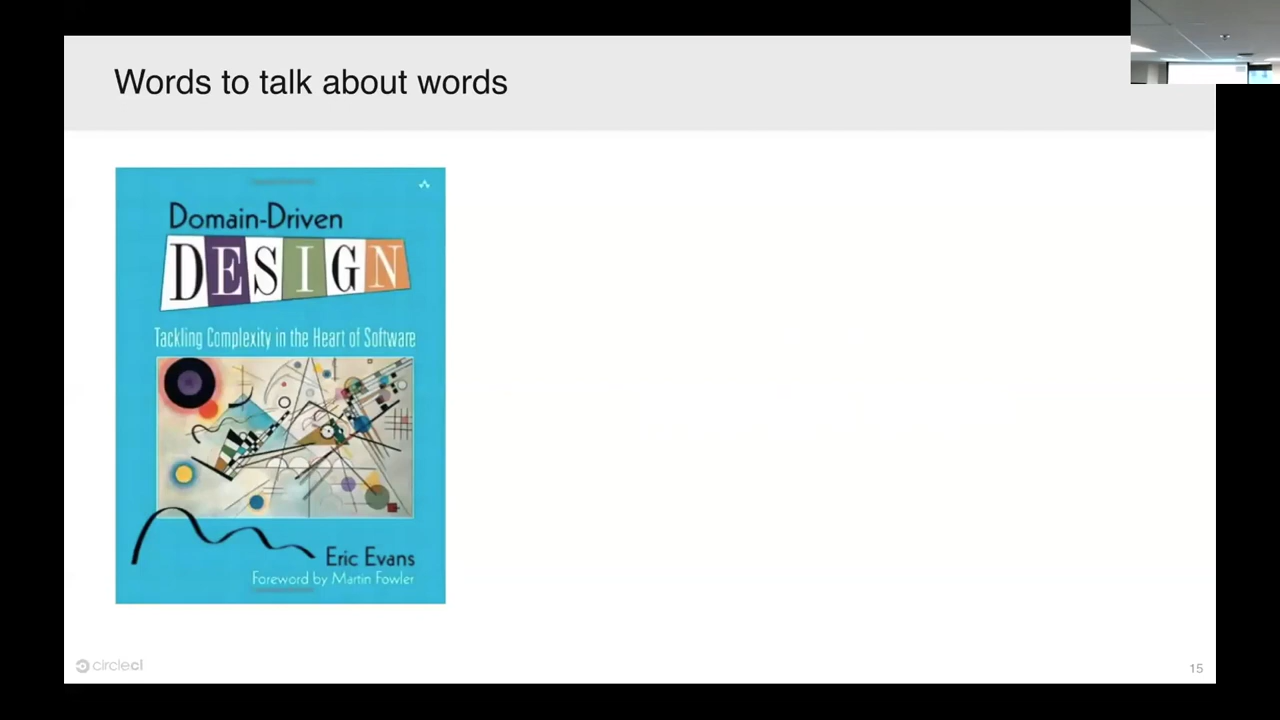 Words to talk about words
Domain-Driven
DESIGN
Tackling Complexity in the Heart of Software
Eric Evans
Foreword by Martin Fowler
circleci
15